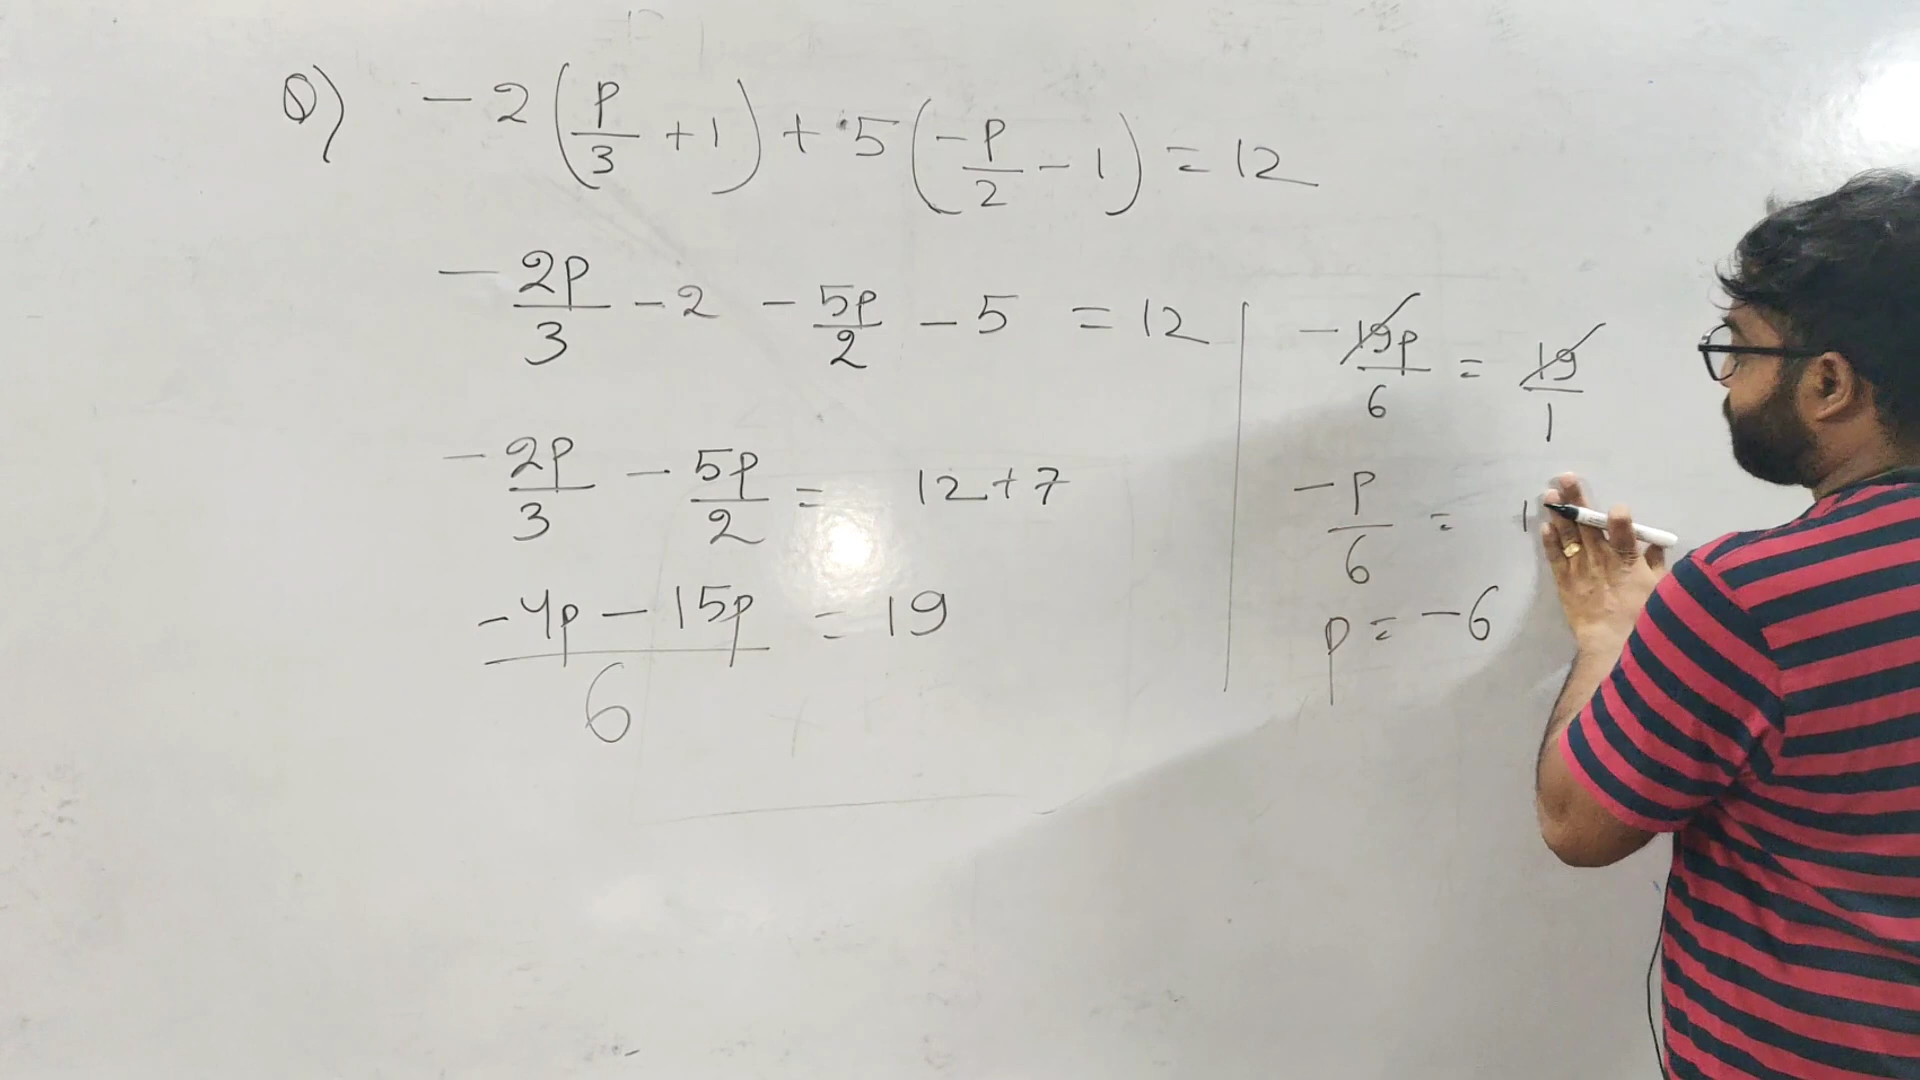 Q) -2(p/3 + 1) + 5(-p/2 - 1) = 12
-2p/3 - 2 - 5p/2 - 5 = 12
-2p/3 - 5p/2 = 12+7
(-4p - 15p)/6 = 19
-19p/6 = 19/1
-p/6 = 1
p = -6